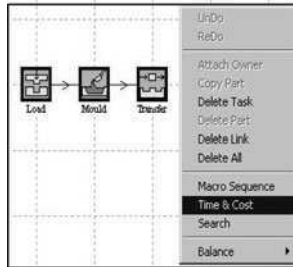 UnDo
ReDo
Attach Owner
Copy Part
Delete Task
Delete Part
Delete Link
Delete All
Macro Sequence
Time & Cost
Search
Balance
Load
Mould
Transfer